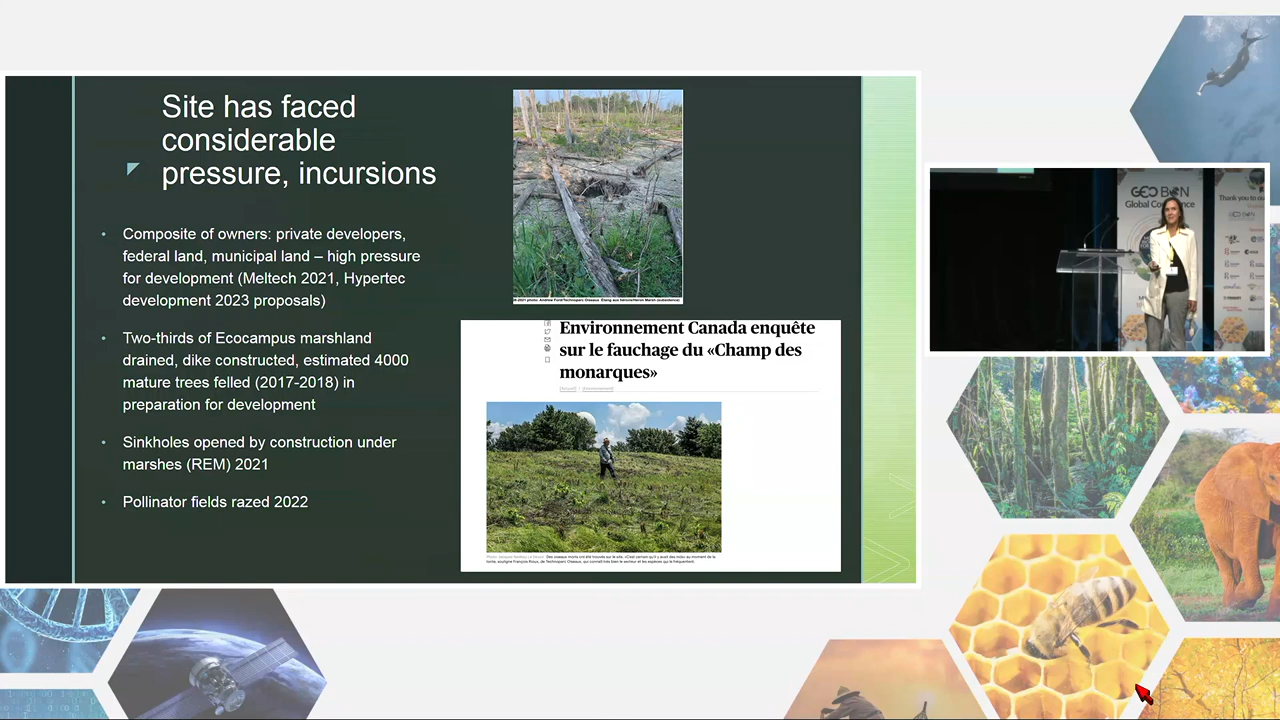 Site has faced
considerable
pressure, incursions
• Composite of owners: private developers,
federal land, municipal land – high pressure
for development (Meltech 2021, Hypertec
development 2023 proposals)
• Two-thirds of Ecocampus marshland
drained, dike constructed, estimated 4000
mature trees felled (2017-2018) in
preparation for development
• Sinkholes opened by construction under
marshes (REM) 2021
• Pollinator fields razed 2022
Environnement Canada enquête
sur le fauchage du «Champ des
monarques»
GEO BON
Global Conference
Thank you to ou
GEO BON